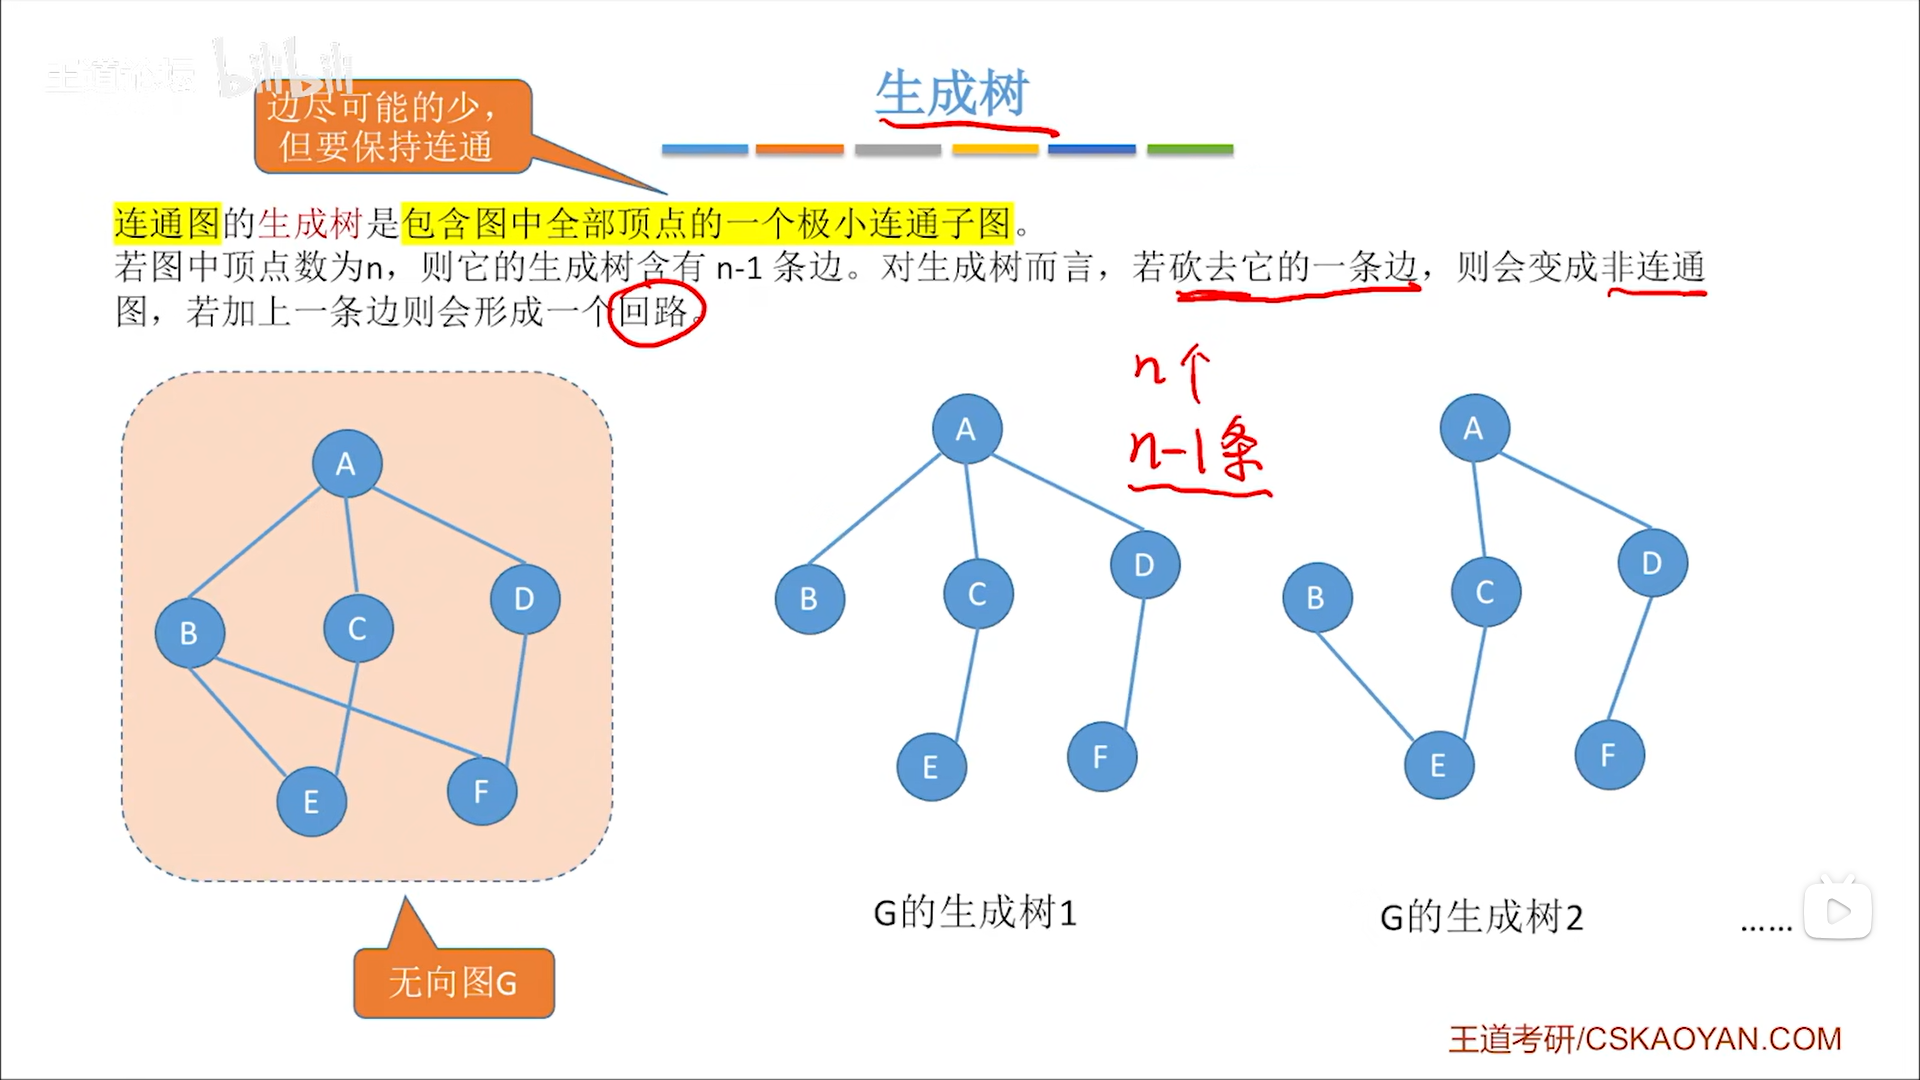 王道论坛 bilibili
边尽可能的少，
但要保持连通
生成树
连通图的生成树是包含图中全部顶点的一个极小连通子图。
若图中顶点数为n，则它的生成树含有 n-1 条边。对生成树而言，若砍去它的一条边，则会变成非连通
图，若加上一条边则会形成一个回路。
n个
n-1条
A
B
C
D
E
F
A
B
C
D
E
F
A
B
C
D
E
F
G的生成树1
G的生成树2
......
无向图G
王道考研/CSKAOYAN.COM